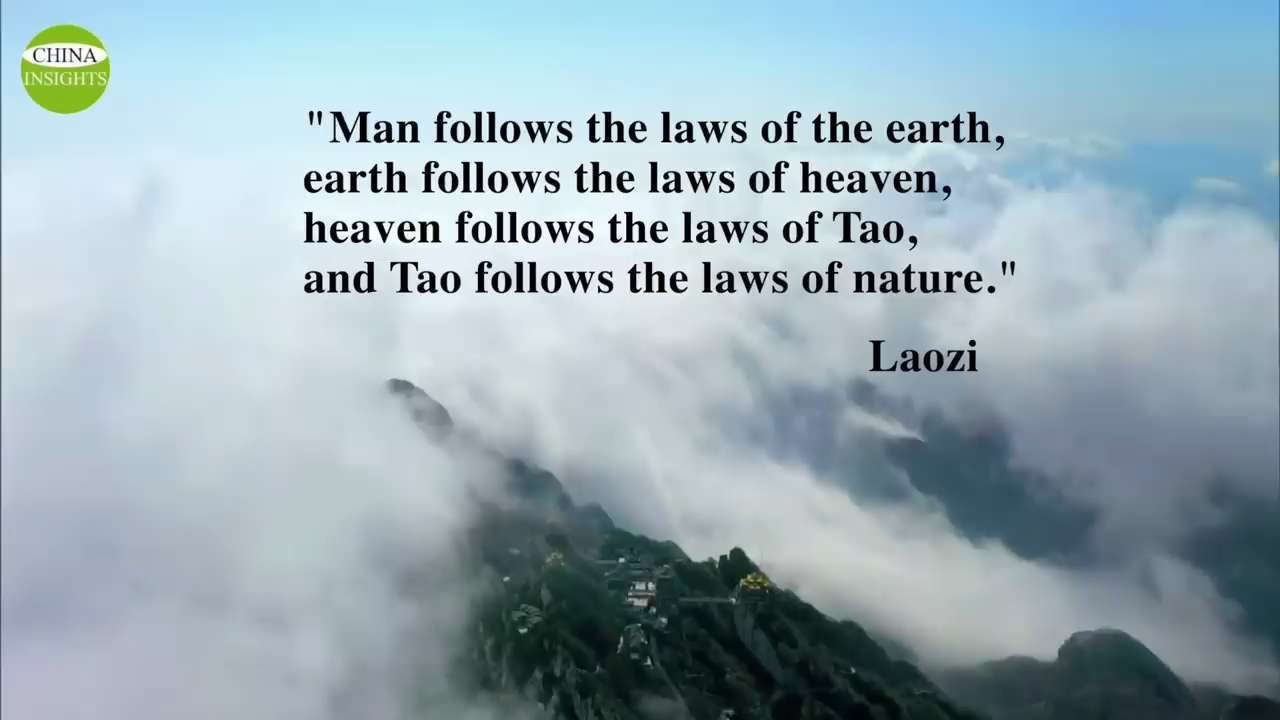 CHINA
INSIGHTS
"Man follows the laws of the earth,
earth follows the laws of heaven,
heaven follows the laws of Tao,
and Tao follows the laws of nature."
Laozi